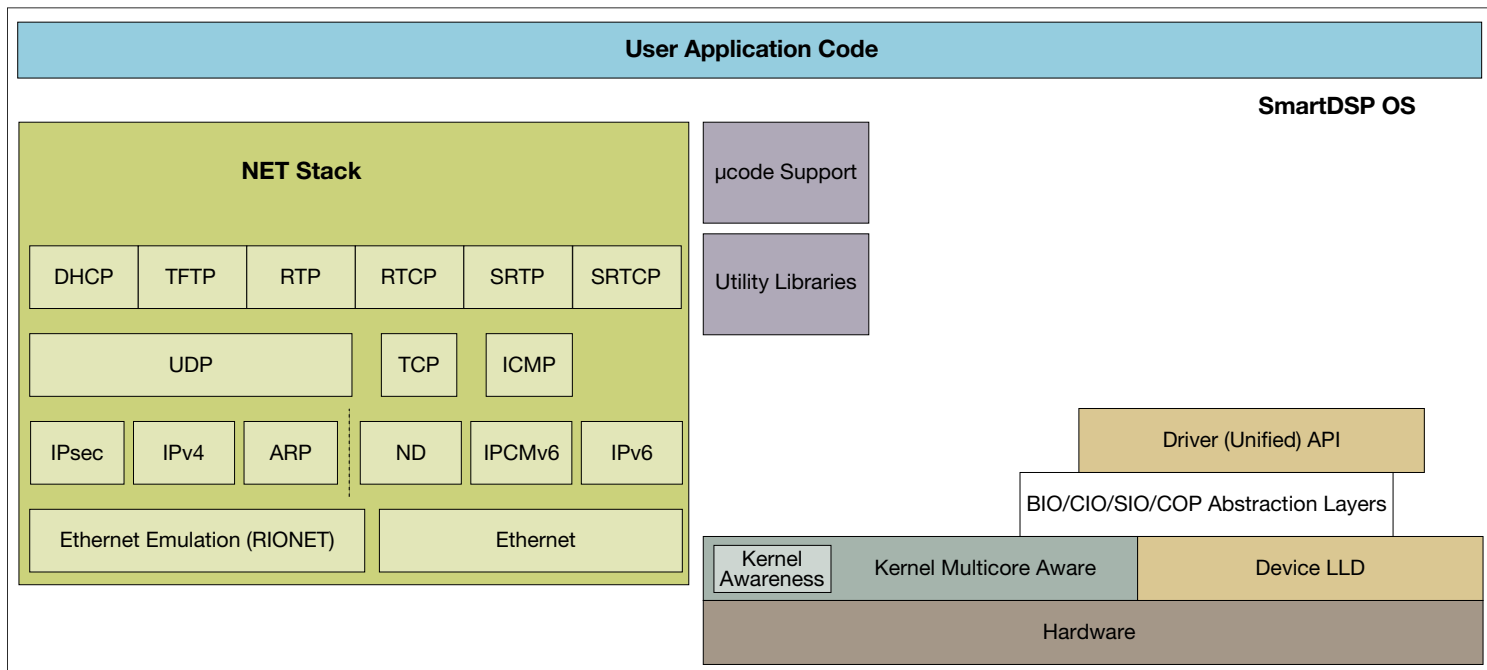 User Application Code
SmartDSP OS
NET Stack
µcode Support
DHCP
TFTP
RTP
RTCP
SRTP
SRTCP
Utility Libraries
UDP
TCP
ICMP
IPsec
IPv4
ARP
ND
IPCMv6
IPv6
Driver (Unified) API
BIO/CIO/SIO/COP Abstraction Layers
Ethernet Emulation (RIONET)
Ethernet
Kernel
Awareness
Kernel Multicore Aware
Device LLD
Hardware